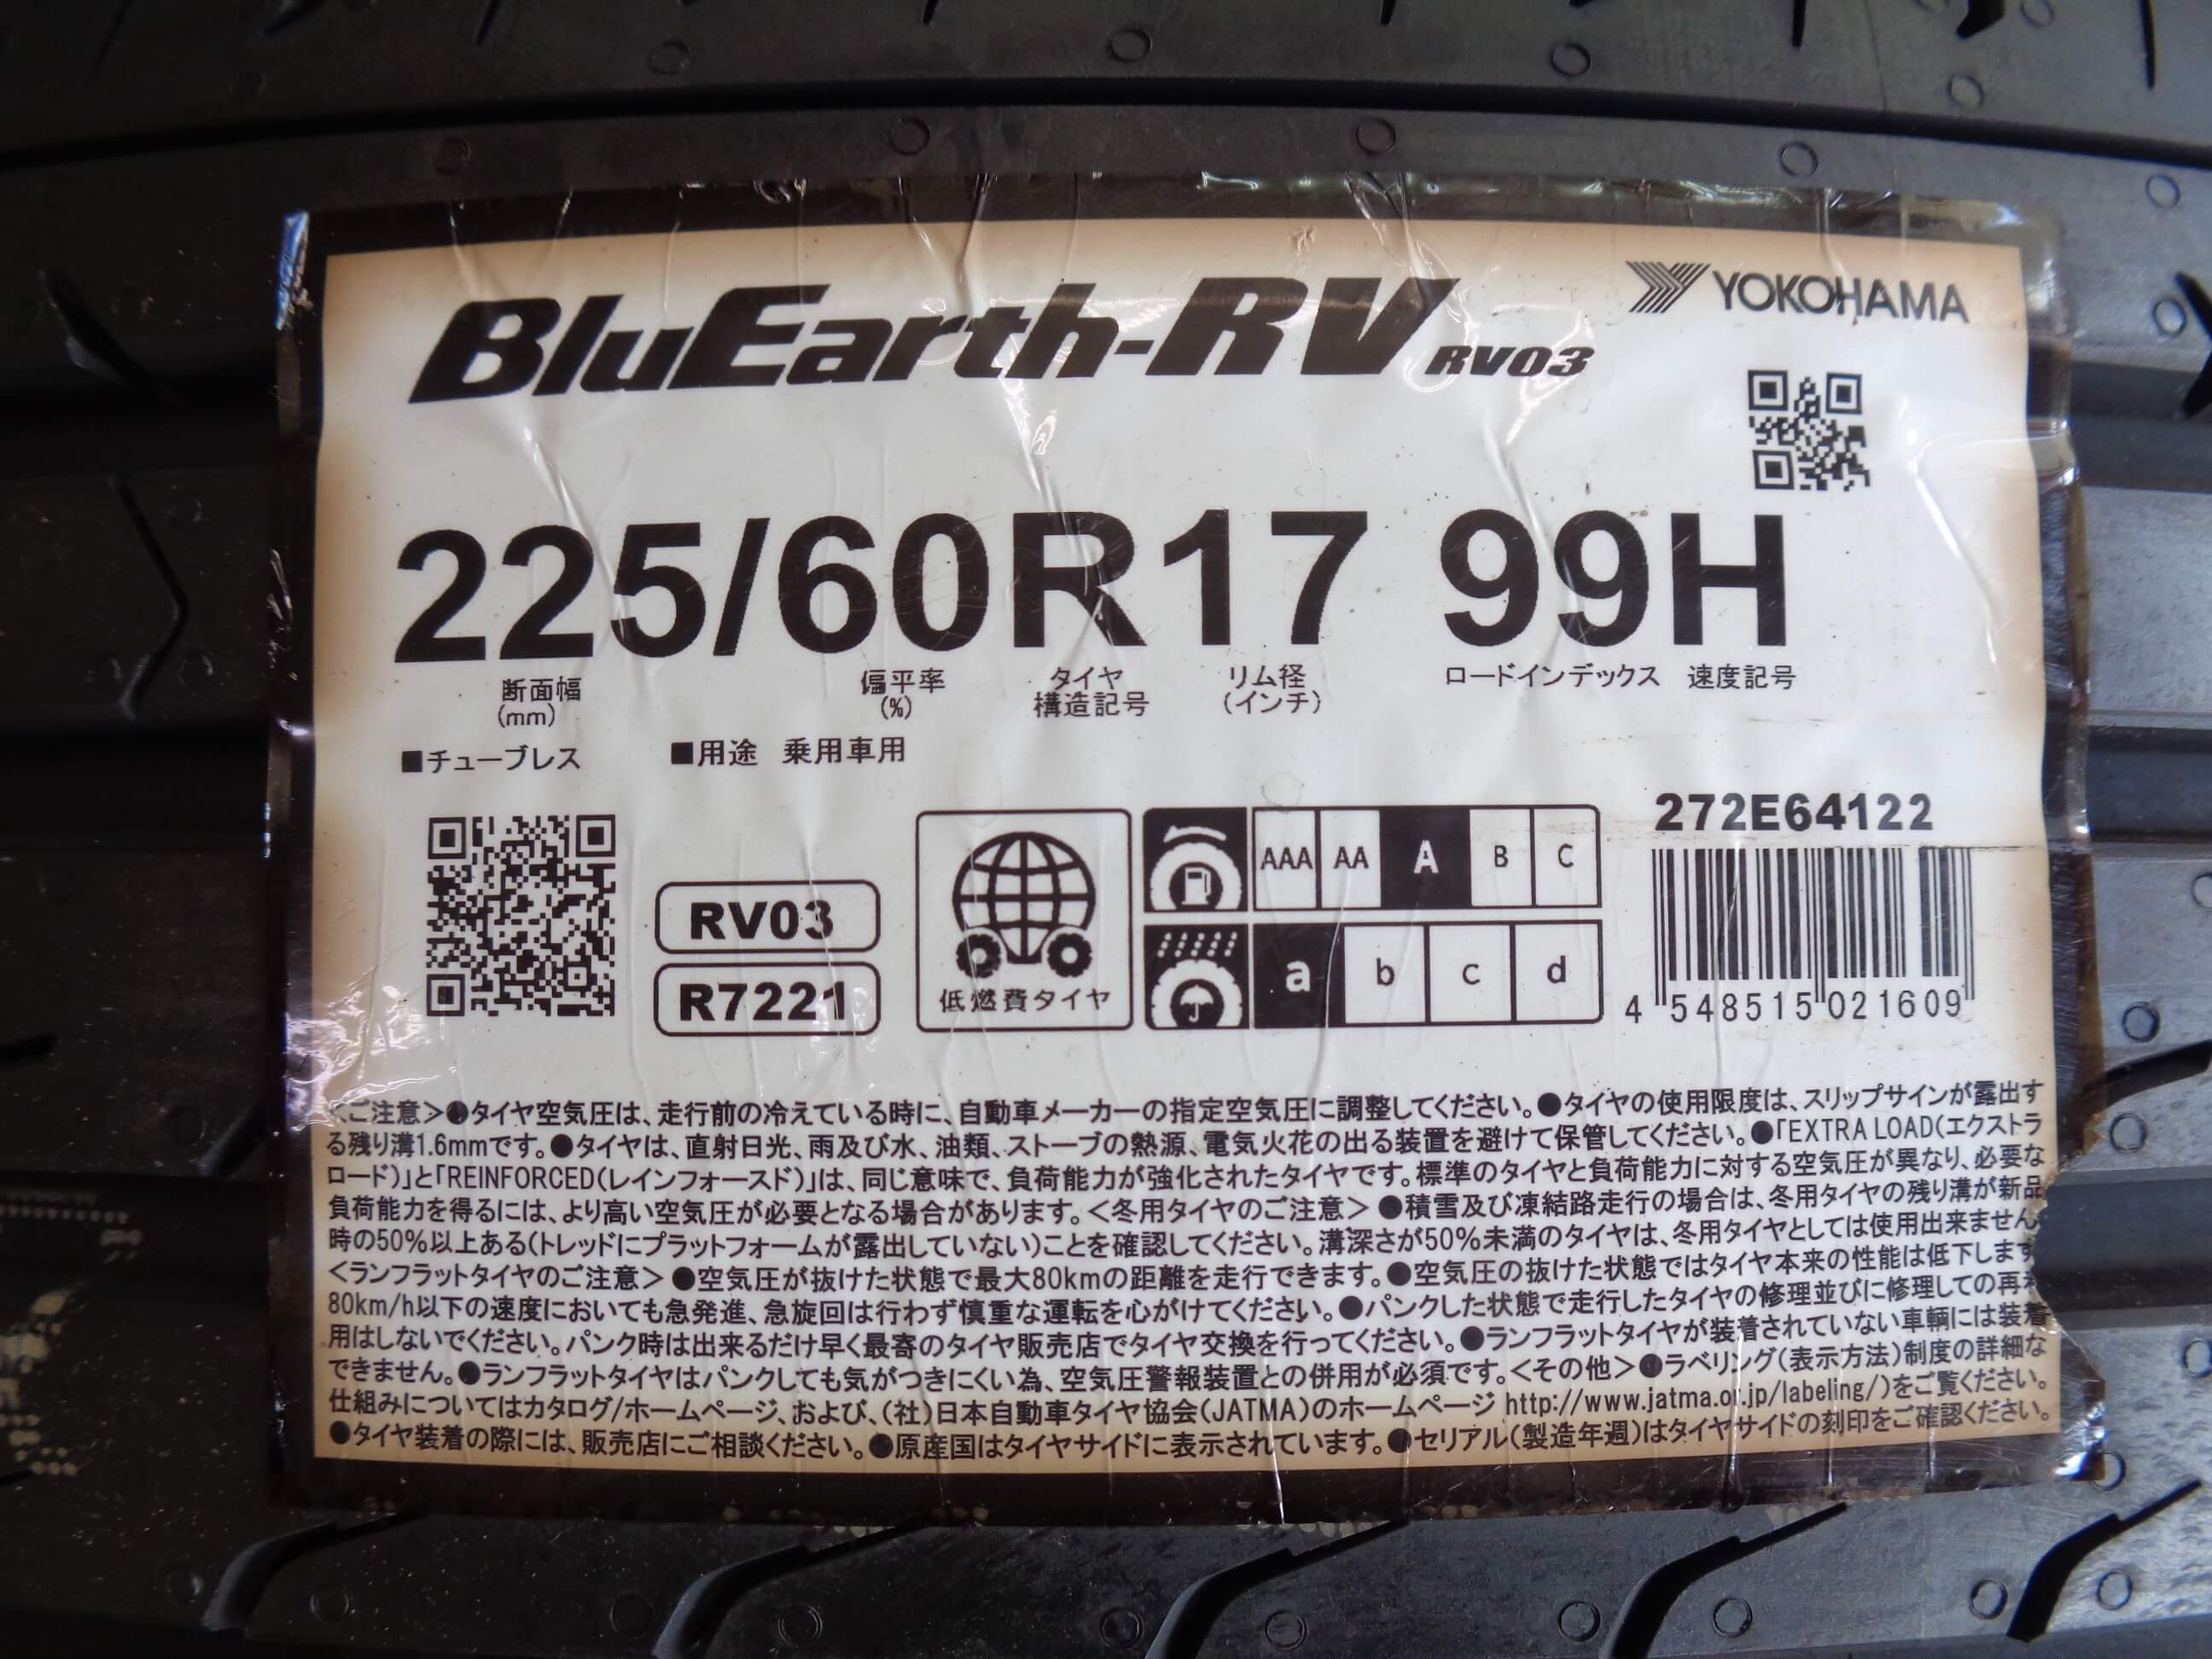 BluEarth-RV RV03
YOKOHAMA
225/60R17 99H
断面幅 (mm)
偏平率 (%)
タイヤ 構造記号
リム径 (インチ)
ロードインデックス
速度記号
■チューブレス ■用途 乗用車用
RV03
R7221
低燃費タイヤ
AAA AA A B C
a b c d
272E64122
4 548515 021609
<ご注意>●タイヤ空気圧は、走行前の冷えている時に、自動車メーカーの指定空気圧に調整してください。●タイヤの使用限度は、スリップサインが露出す
る残り溝1.6mmです。●タイヤは、直射日光、雨及び水、油類、ストーブの熱源、電気火花の出る装置を避けて保管してください。●「EXTRA LOAD(エクストラ
ロード)」と「REINFORCED(レインフォースド)」は、同じ意味で、負荷能力が強化されたタイヤです。標準のタイヤと負荷能力に対する空気圧が異なり、必要な
負荷能力を得るには、より高い空気圧が必要となる場合があります。<冬用タイヤのご注意>●積雪及び凍結路走行の場合は、冬用タイヤの残り溝が新品
時の50%以上ある(トレッドにプラットフォームが露出していない)ことを確認してください。溝深さが50%未満のタイヤは、冬用タイヤとしては使用出来ません
<ランフラットタイヤのご注意>●空気圧が抜けた状態で最大80kmの距離を走行できます。●空気圧の抜けた状態ではタイヤ本来の性能は低下します
80km/h以下の速度においても急発進、急旋回は行わず慎重な運転を心がけてください。●パンクした状態で走行したタイヤの修理並びに修理しての再
用はしないでください。パンク時は出来るだけ早く最寄のタイヤ販売店でタイヤ交換を行ってください。●ランフラットタイヤが装着されていない車輌には装着
できません。●ランフラットタイヤはパンクしても気がつきにくい為、空気圧警報装置との併用が必須です。<その他>●ラベリング(表示方法)制度の詳細な
仕組みについてはカタログ/ホームページ、および、(社)日本自動車タイヤ協会(JATMA)のホームページ http://www.jatma.or.jp/labeling/)をご覧ください。
●タイヤ装着の際には、販売店にご相談ください。●原産国はタイヤサイドに表示されています。●セリアル(製造年週)はタイヤサイドの刻印をご確認ください。